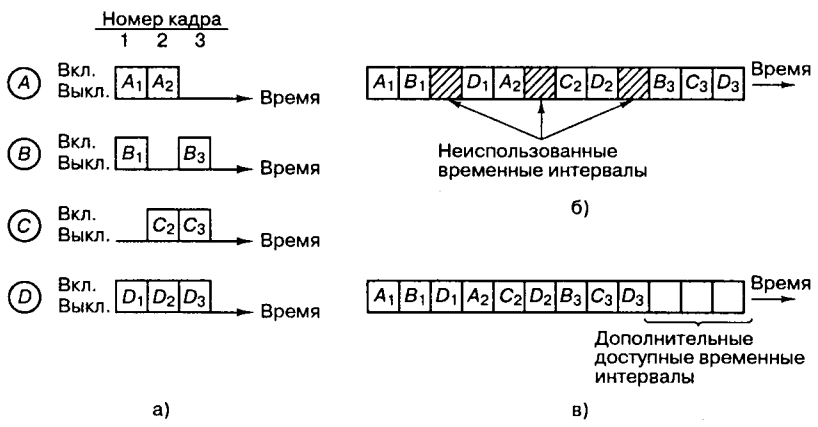 Номер кадра
1 2 3
A
Вкл.
Выкл.
A1 A2
Время
B
Вкл.
Выкл.
B1 B3
Время
C
Вкл.
Выкл.
C2 C3
Время
D
Вкл.
Выкл.
D1 D2 D3
Время
а)
A1 B1 D1 A2 C2 D2 B3 C3 D3
Время
Неиспользованные
временные интервалы
б)
A1 B1 D1 A2 C2 D2 B3 C3 D3
Время
Дополнительные
доступные временные
интервалы
в)